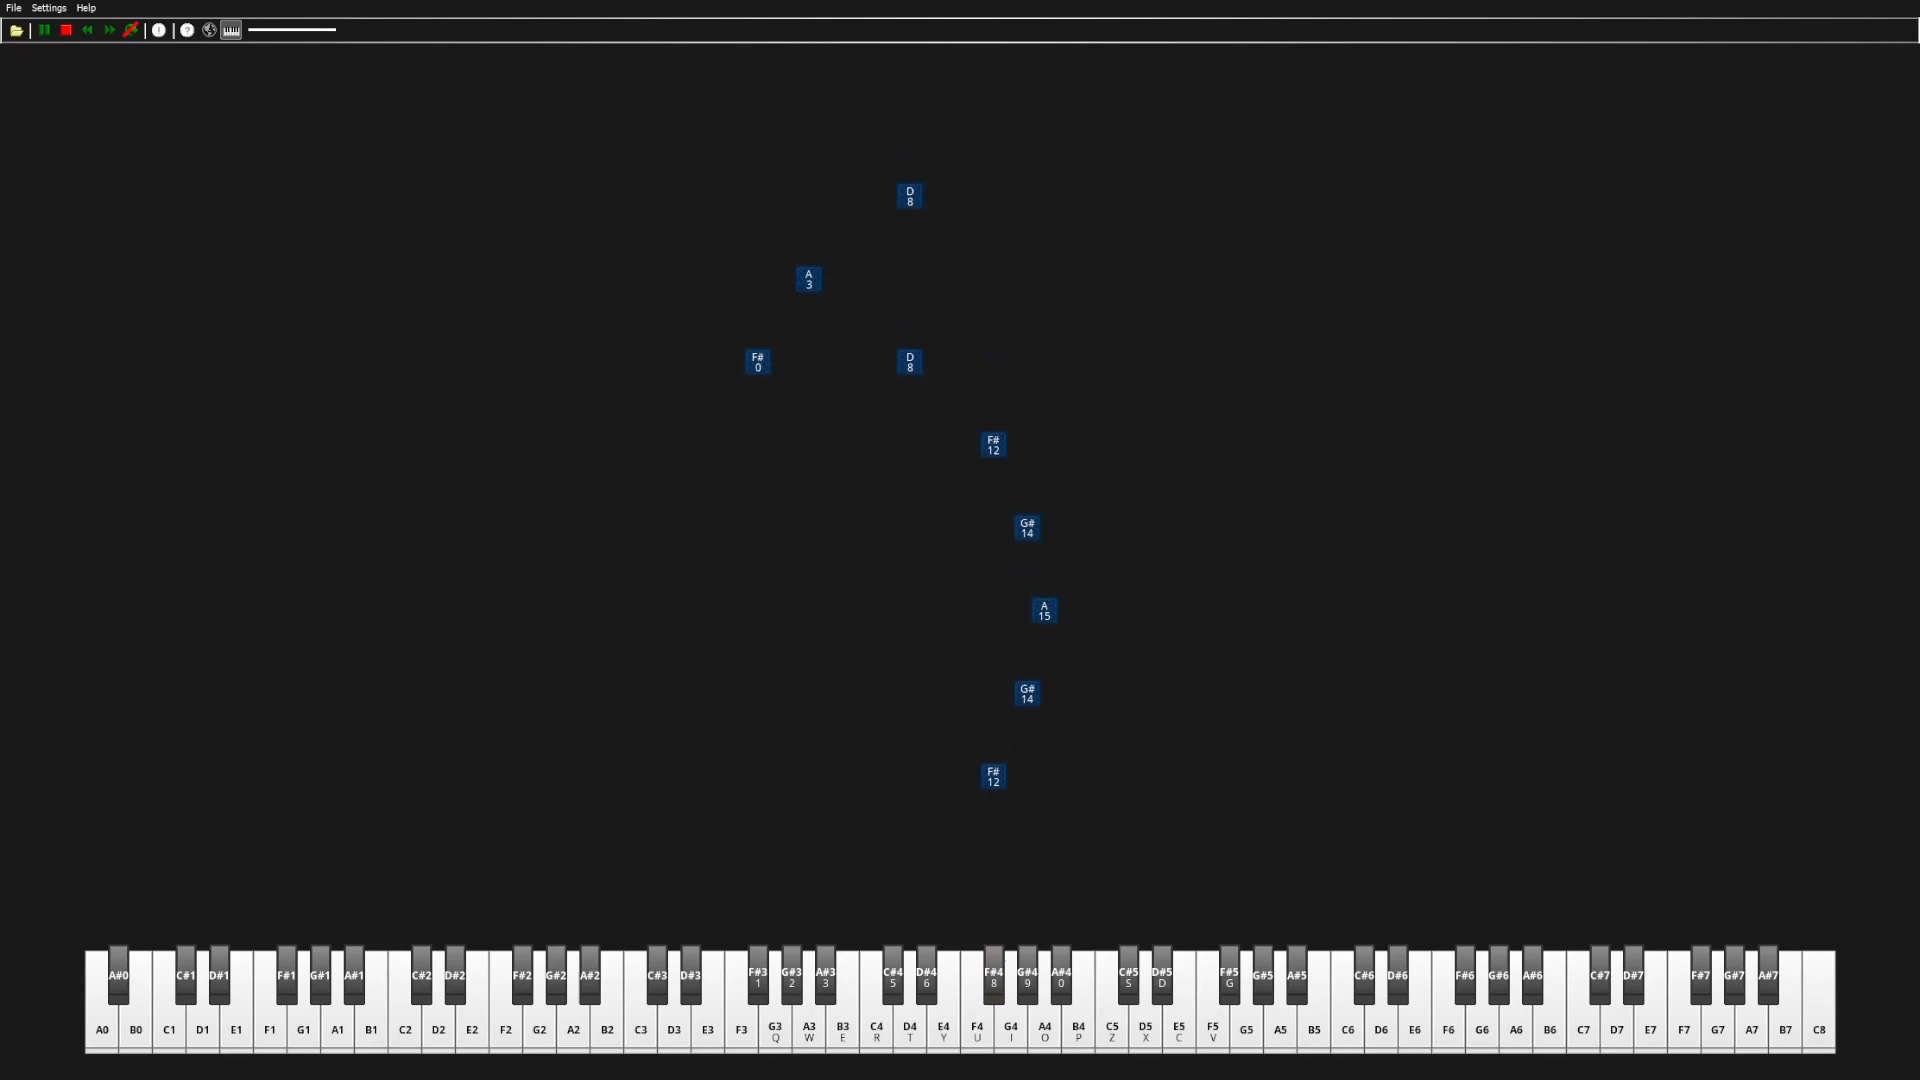 File Settings Help
D
8
A
3
F# D
0 8
F#
12
G#
14
A
15
G#
14
F#
12
A#0 C#1 D#1 F#1 G#1 A#1 C#2 D#2 F#2 G#2 A#2 C#3 D#3 F#3 G#3 A#3 C#4 D#4 F#4 G#4 A#4 C#5 D#5 F#5 G#5 A#5 C#6 D#6 F#6 G#6 A#6 C#7 D#7 F#7 G#7 A#7
1 2 3 5 6 8 9 0 S D G
A0 B0 C1 D1 E1 F1 G1 A1 B1 C2 D2 E2 F2 G2 A2 B2 C3 D3 E3 F3 G3 A3 B3 C4 D4 E4 F4 G4 A4 B4 C5 D5 E5 F5 G5 A5 B5 C6 D6 E6 F6 G6 A6 B6 C7 D7 E7 F7 G7 A7 B7 C8
Q W E R T Y U I O P Z X C V